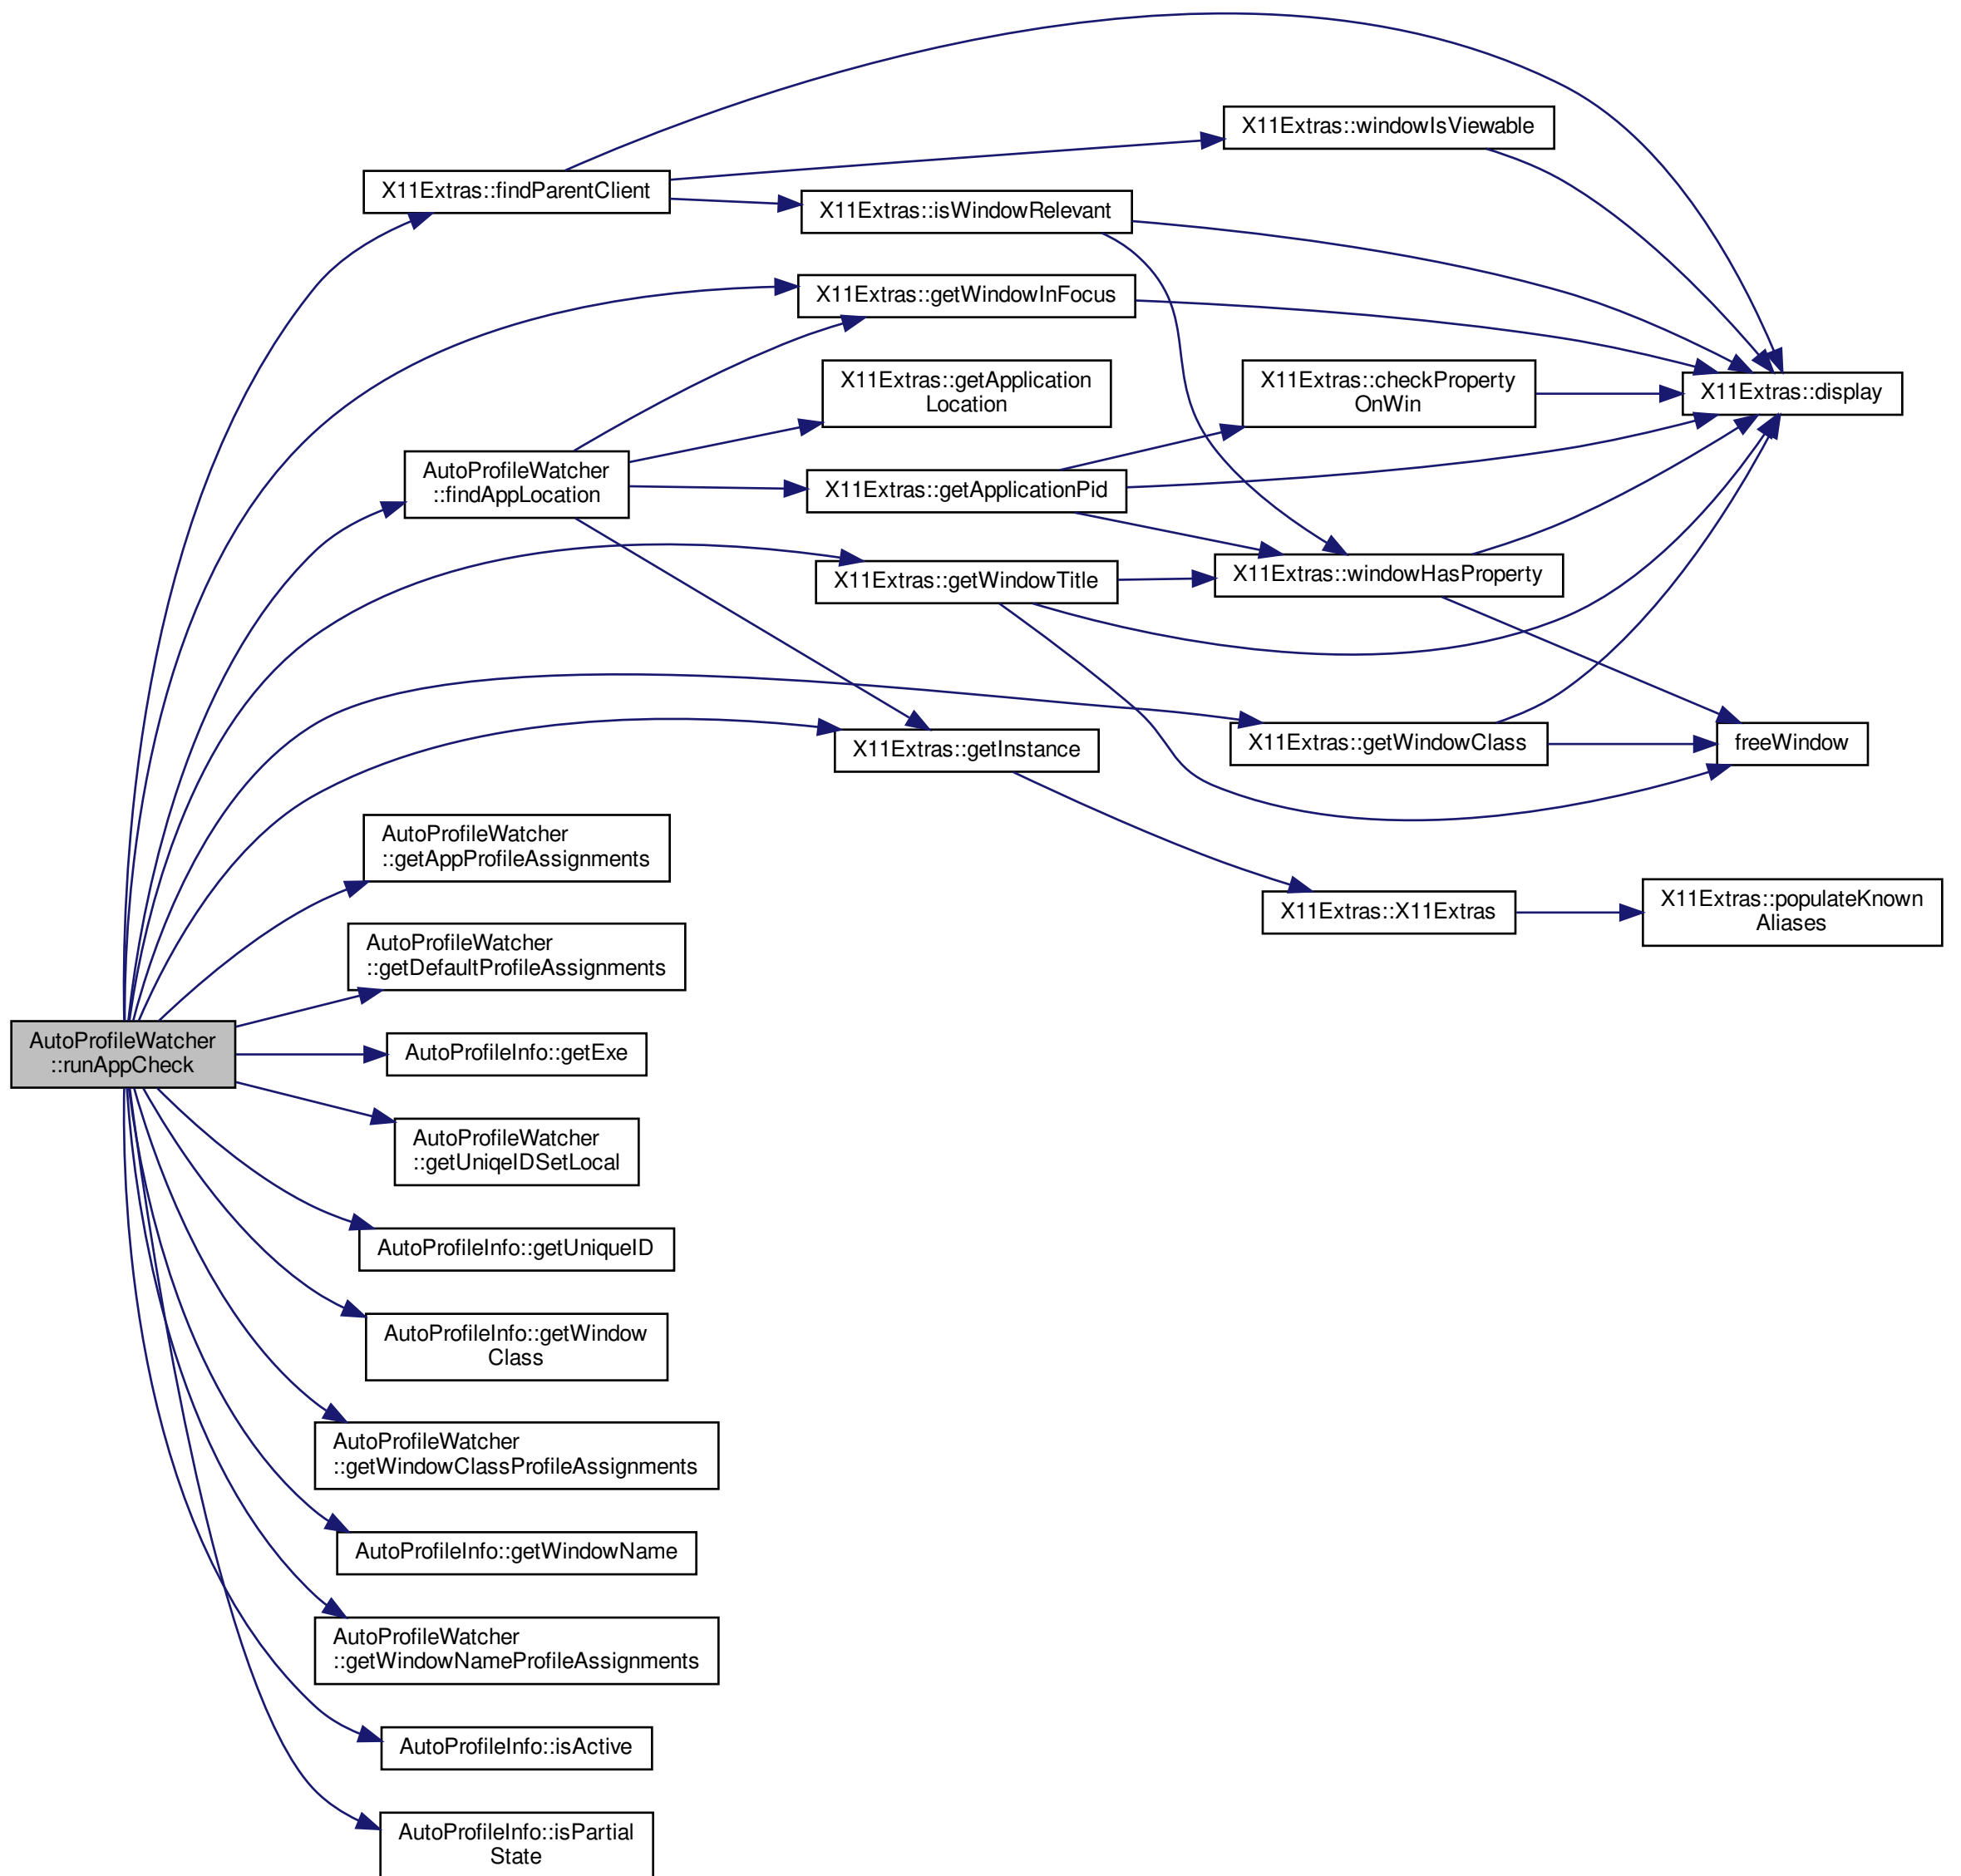 X11Extras::windowIsViewable
X11Extras::findParentClient
X11Extras::isWindowRelevant
X11Extras::getWindowInFocus
X11Extras::getApplication
Location
X11Extras::checkProperty
OnWin
X11Extras::display
AutoProfileWatcher
::findAppLocation
X11Extras::getApplicationPid
X11Extras::getWindowTitle
X11Extras::windowHasProperty
X11Extras::getInstance
X11Extras::getWindowClass
freeWindow
AutoProfileWatcher
::getAppProfileAssignments
X11Extras::X11Extras
X11Extras::populateKnown
Aliases
AutoProfileWatcher
::getDefaultProfileAssignments
AutoProfileWatcher
::runAppCheck
AutoProfileInfo::getExe
AutoProfileWatcher
::getUniqeIDSetLocal
AutoProfileInfo::getUniqueID
AutoProfileInfo::getWindow
Class
AutoProfileWatcher
::getWindowClassProfileAssignments
AutoProfileInfo::getWindowName
AutoProfileWatcher
::getWindowNameProfileAssignments
AutoProfileInfo::isActive
AutoProfileInfo::isPartial
State